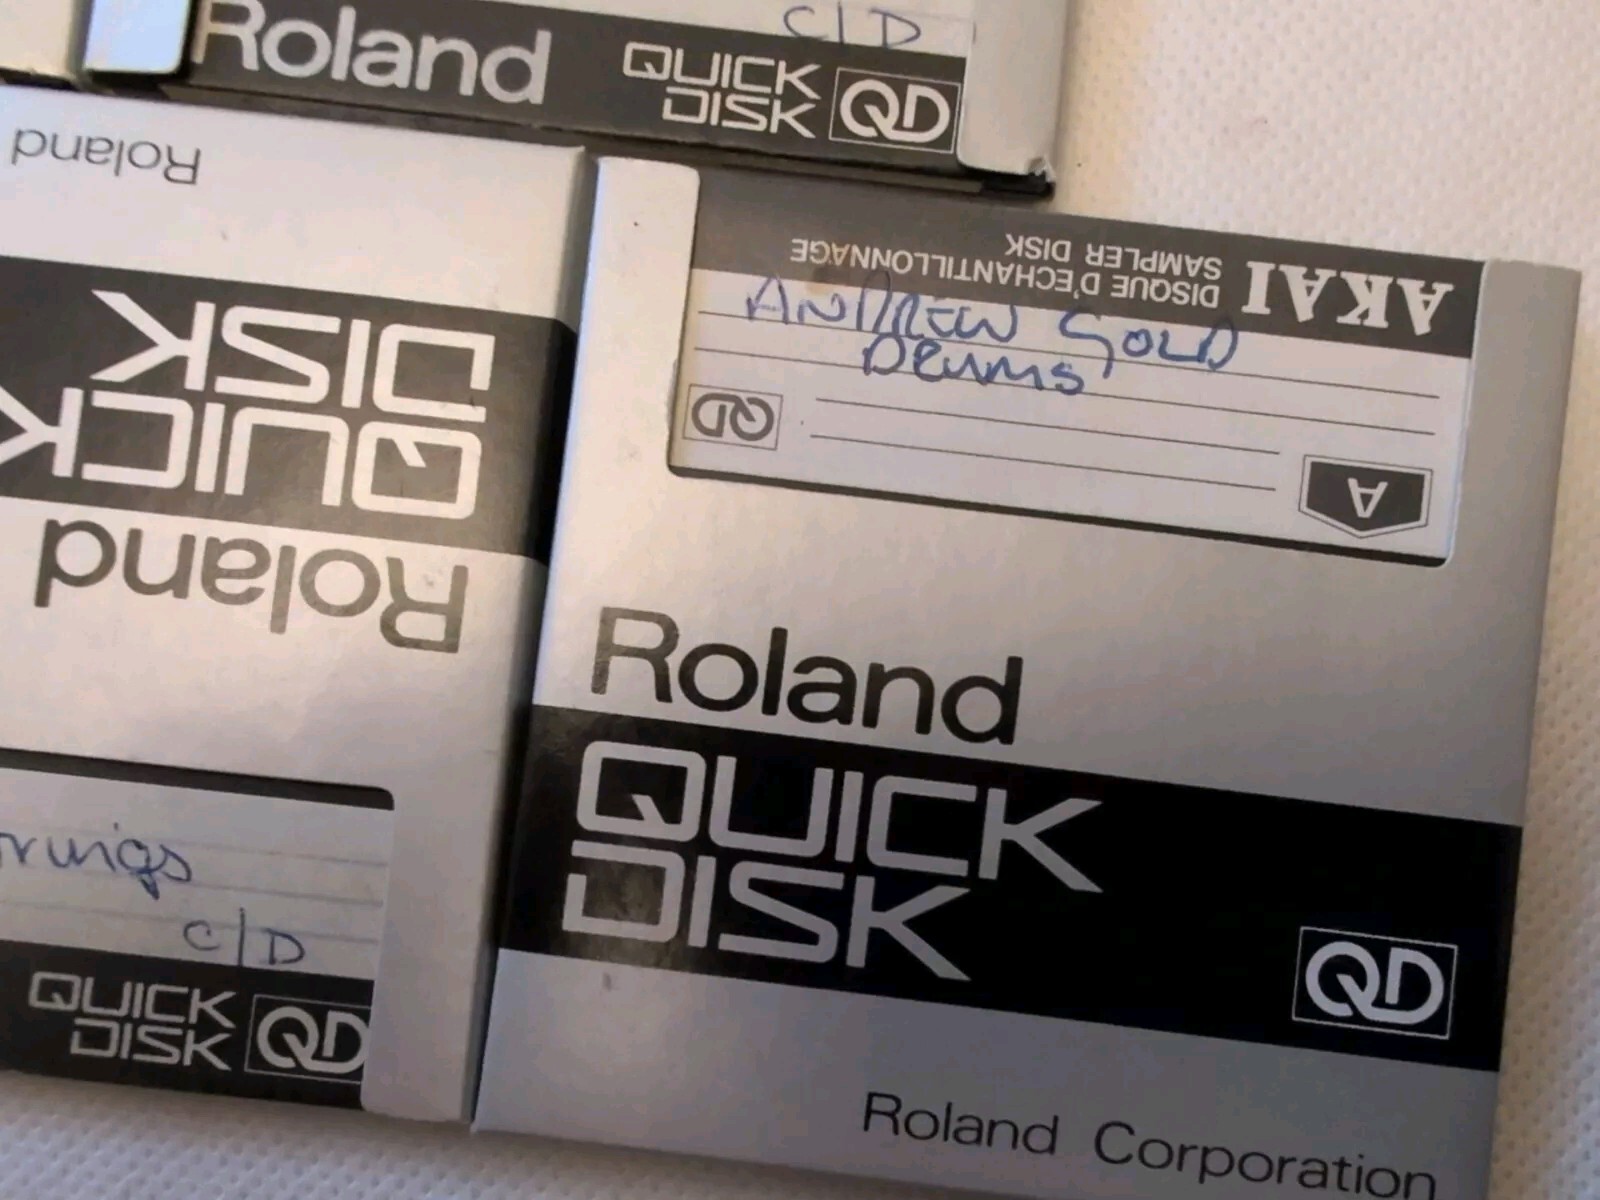 C/D
Roland QUICK DISK QD
Roland
QUICK
DISK
Roland
C/D
QUICK
DISK QD
AKAI SAMPLER DISK
DISQUE D'ECHANTILLONNAGE
ANDREW GOLD
DRUMS
QD
A
Roland
QUICK
DISK
QD
Roland Corporation